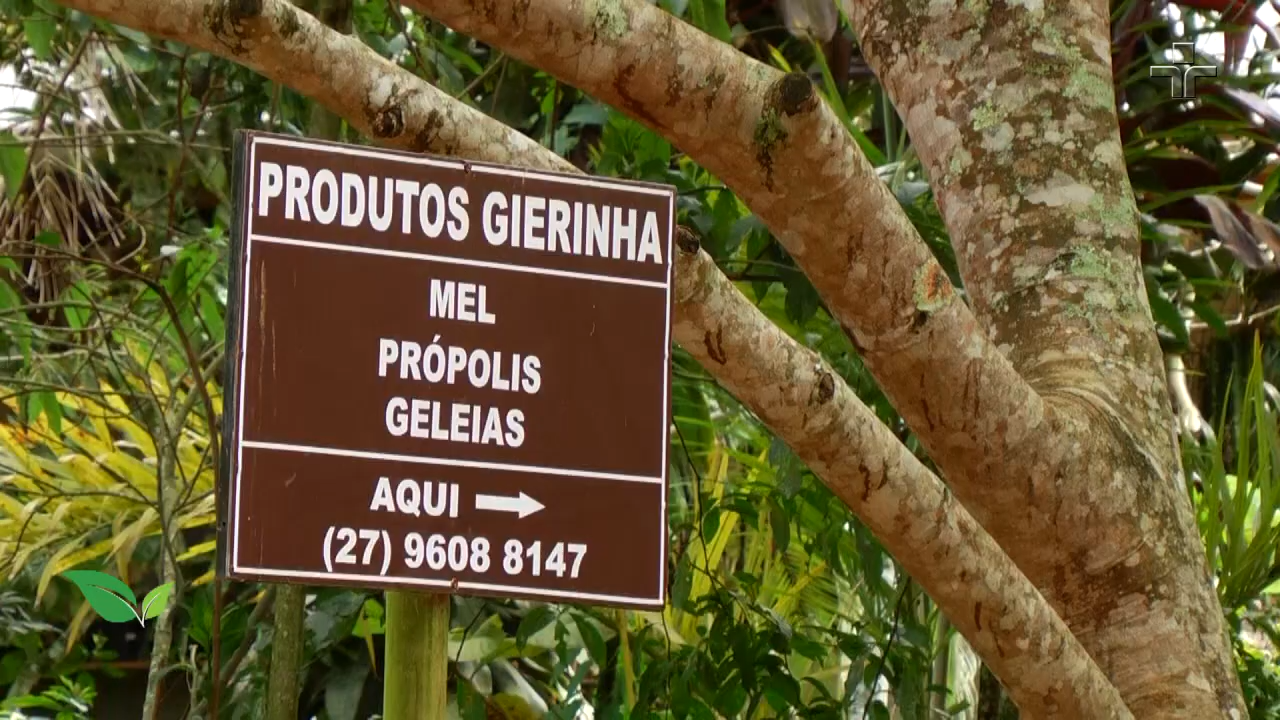 PRODUTOS GIERINHA
MEL
PRÓPOLIS
GELEIAS
AQUI
(27) 9608 8147